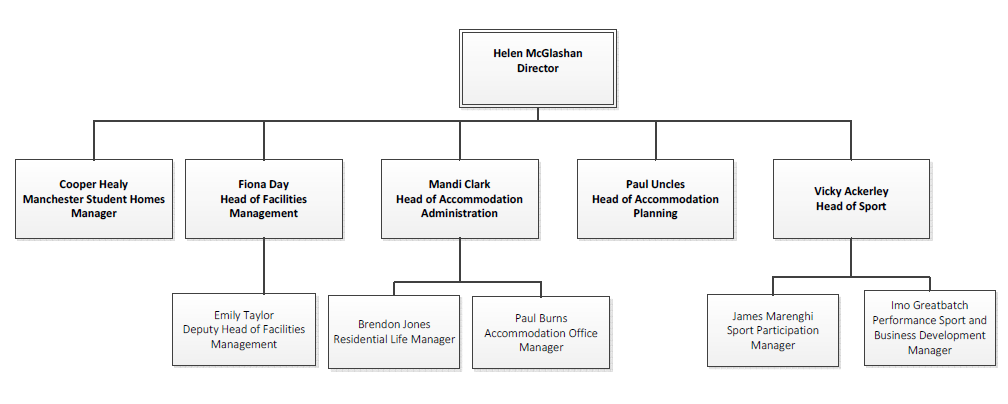 Helen McGlashan
Director
Cooper Healy
Manchester Student Homes
Manager
Fiona Day
Head of Facilities
Management
Mandi Clark
Head of Accommodation
Administration
Paul Uncles
Head of Accommodation
Planning
Vicky Ackerley
Head of Sport
Emily Taylor
Deputy Head of Facilities
Management
Brendon Jones
Residential Life Manager
Paul Burns
Accommodation Office
Manager
James Marenghi
Sport Participation
Manager
Imo Greatbatch
Performance Sport and
Business Development
Manager